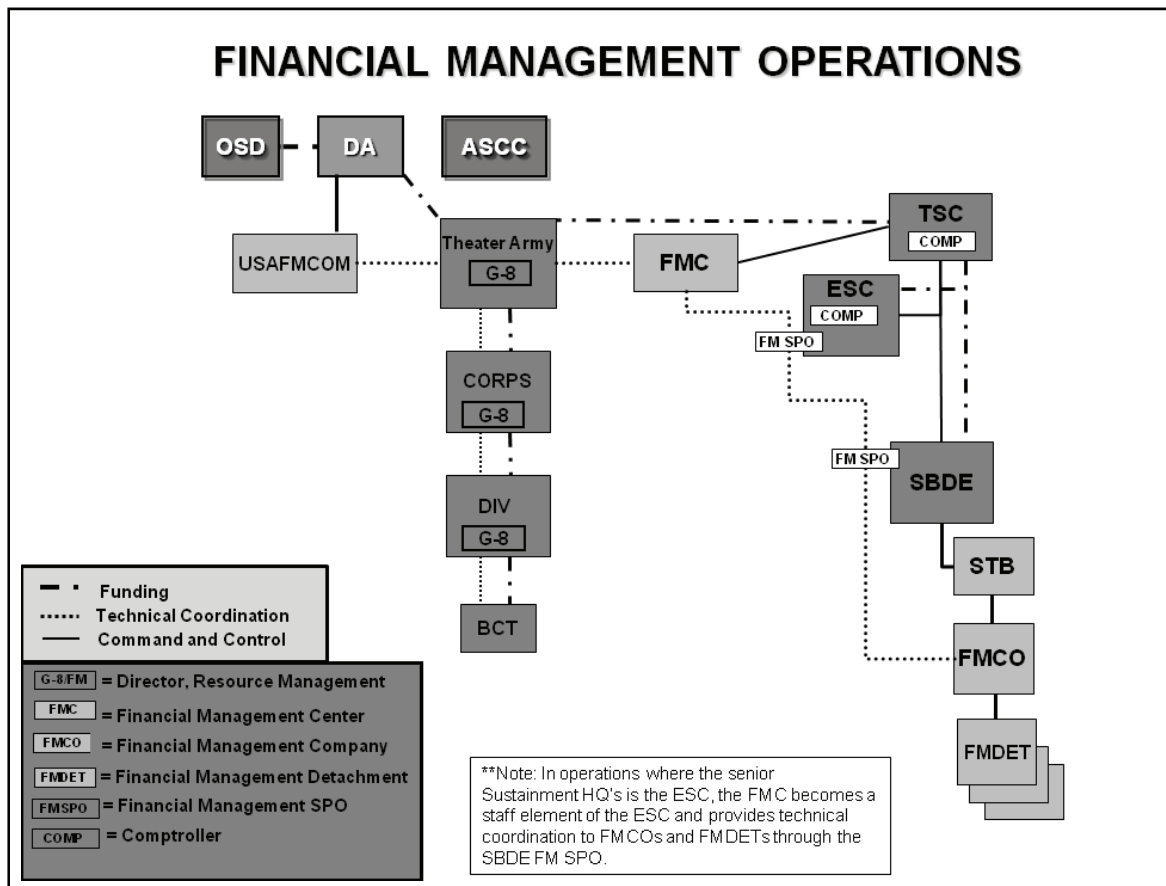 FINANCIAL MANAGEMENT OPERATIONS
OSD
DA
ASCC
TSC
COMP
USAFMCOM
Theater Army
G-8
FMC
ESC
COMP
FM SPO
CORPS
G-8
FM SPO
SBDE
DIV
G-8
STB
BCT
FMCO
FMDET
Funding
Technical Coordination
Command and Control
G-8/FM = Director, Resource Management
FMC = Financial Management Center
FMCO = Financial Management Company
FMDET = Financial Management Detachment
FMSPO = Financial Management SPO
COMP = Comptroller
**Note: In operations where the senior
Sustainment HQ's is the ESC, the FMC becomes a
staff element of the ESC and provides technical
coordination to FMCOs and FMDETs through the
SBDE FM SPO.